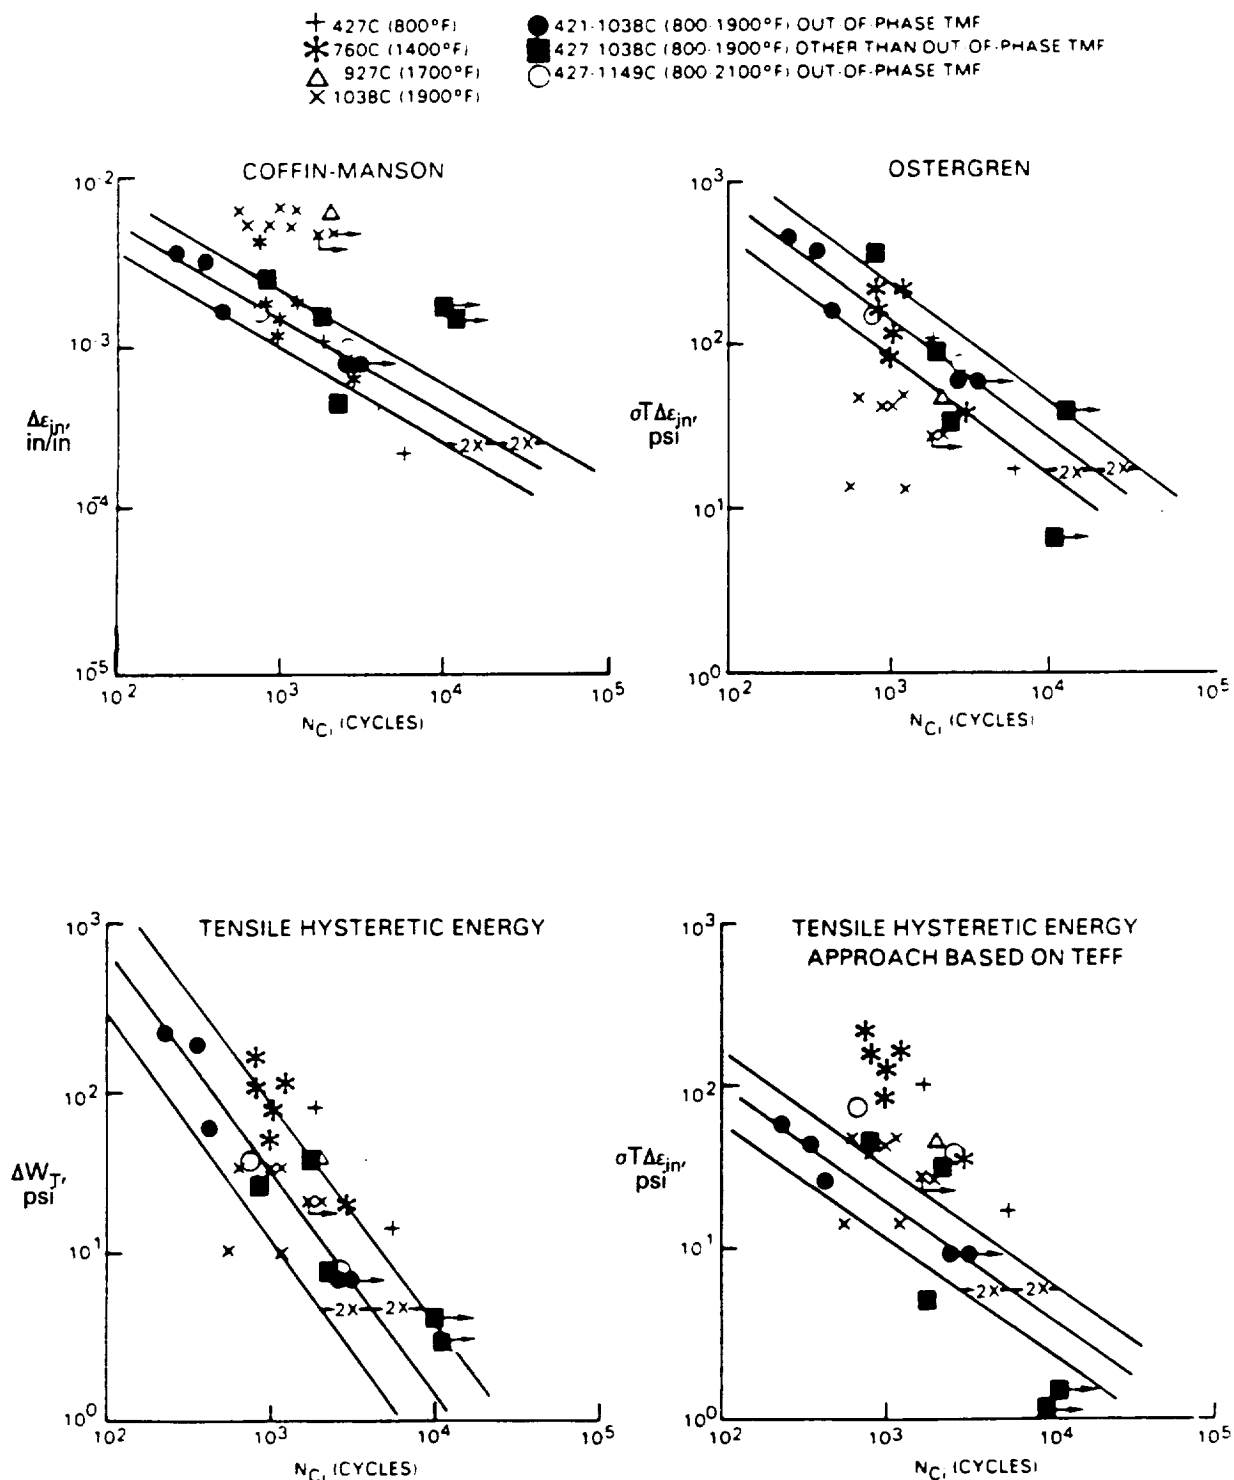 + 427C (800°F)
760C (1400°F)
△ 927C (1700°F)
× 1038C (1900°F)
● 421-1038C (800-1900°F) OUT-OF-PHASE TMF
■ 427-1038C (800-1900°F) OTHER THAN OUT-OF-PHASE TMF
○ 427-1149C (800-2100°F) OUT-OF-PHASE TMF
COFFIN-MANSON
10⁻²
10⁻³
Δεin,
in/in
10⁻⁴
10⁻⁵
2X
2X
10²
10³
10⁴
10⁵
NCi (CYCLES)
OSTERGREN
10³
10²
σTΔεin,
psi
10¹
10⁰
2X
2X
10²
10³
10⁴
10⁵
NCi (CYCLES)
TENSILE HYSTERETIC ENERGY
10³
10²
ΔWT,
psi
10¹
10⁰
2X
2X
10²
10³
10⁴
10⁵
NCi (CYCLES)
TENSILE HYSTERETIC ENERGY
APPROACH BASED ON TEFF
10³
10²
σTΔεin,
psi
10¹
10⁰
2X
2X
10²
10³
10⁴
10⁵
NCi (CYCLES)